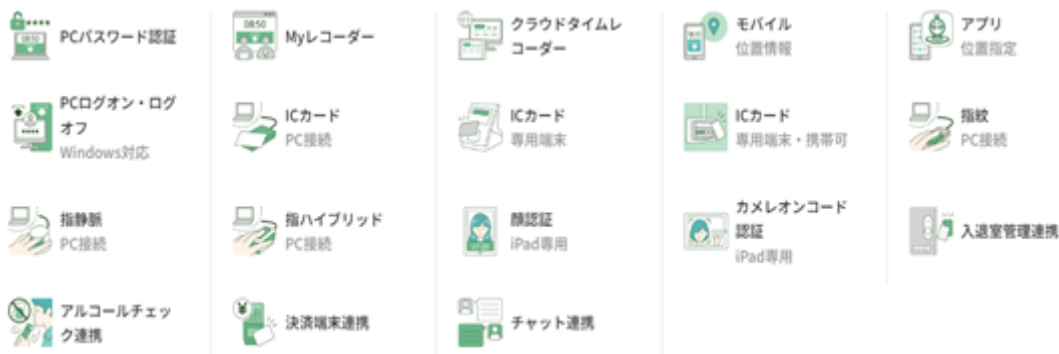 PCパスワード認証
Myレコーダー
クラウドタイムレ
コーダー
モバイル
位置情報
アプリ
位置指定
PCログオン・ログ
オフ
Windows対応
ICカード
PC接続
ICカード
専用端末
ICカード
専用端末・携帯可
指紋
PC接続
指静脈
PC接続
指ハイブリッド
PC接続
顔認証
iPad専用
カメレオンコード
認証
iPad専用
入退室管理連携
アルコールチェッ
ク連携
決済端末連携
チャット連携